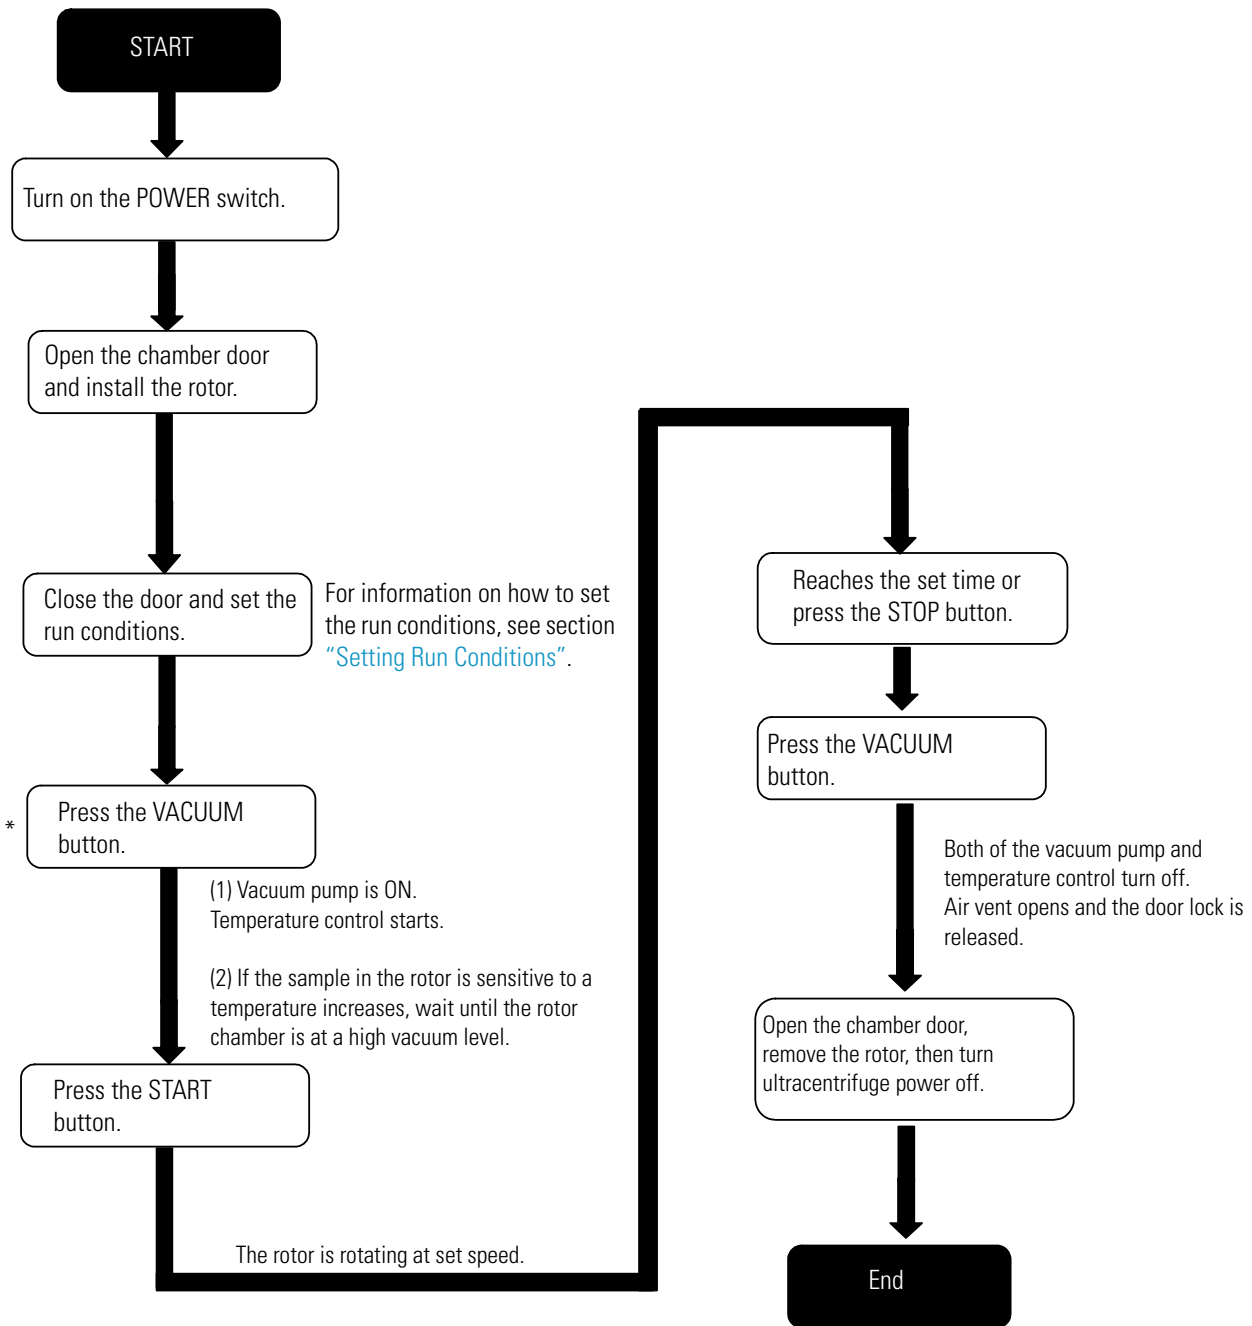 START
Turn on the POWER switch.
Open the chamber door
and install the rotor.
Close the door and set the
run conditions.
For information on how to set
the run conditions, see section
“Setting Run Conditions”.
*
Press the VACUUM
button.
(1) Vacuum pump is ON.
Temperature control starts.
(2) If the sample in the rotor is sensitive to a
temperature increases, wait until the rotor
chamber is at a high vacuum level.
Press the START
button.
The rotor is rotating at set speed.
Reaches the set time or
press the STOP button.
Press the VACUUM
button.
Both of the vacuum pump and
temperature control turn off.
Air vent opens and the door lock is
released.
Open the chamber door,
remove the rotor, then turn
ultracentrifuge power off.
End